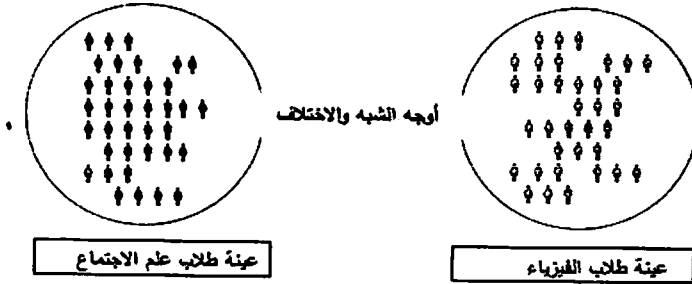 أوجه الشبه والاختلاف
عينة طلاب الفيزياء
عينة طلاب علم الاجتماع